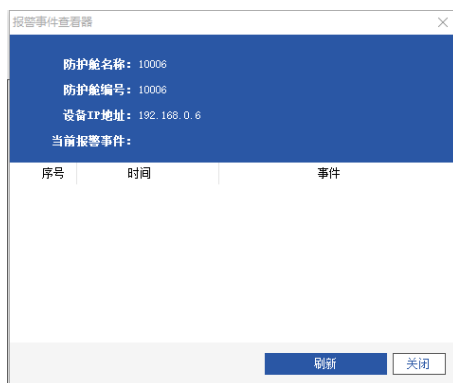 报警事件查看器
防护舱名称：10006
防护舱编号：10006
设备IP地址：192.168.0.6
当前报警事件：
序号 时间 事件
刷新 关闭